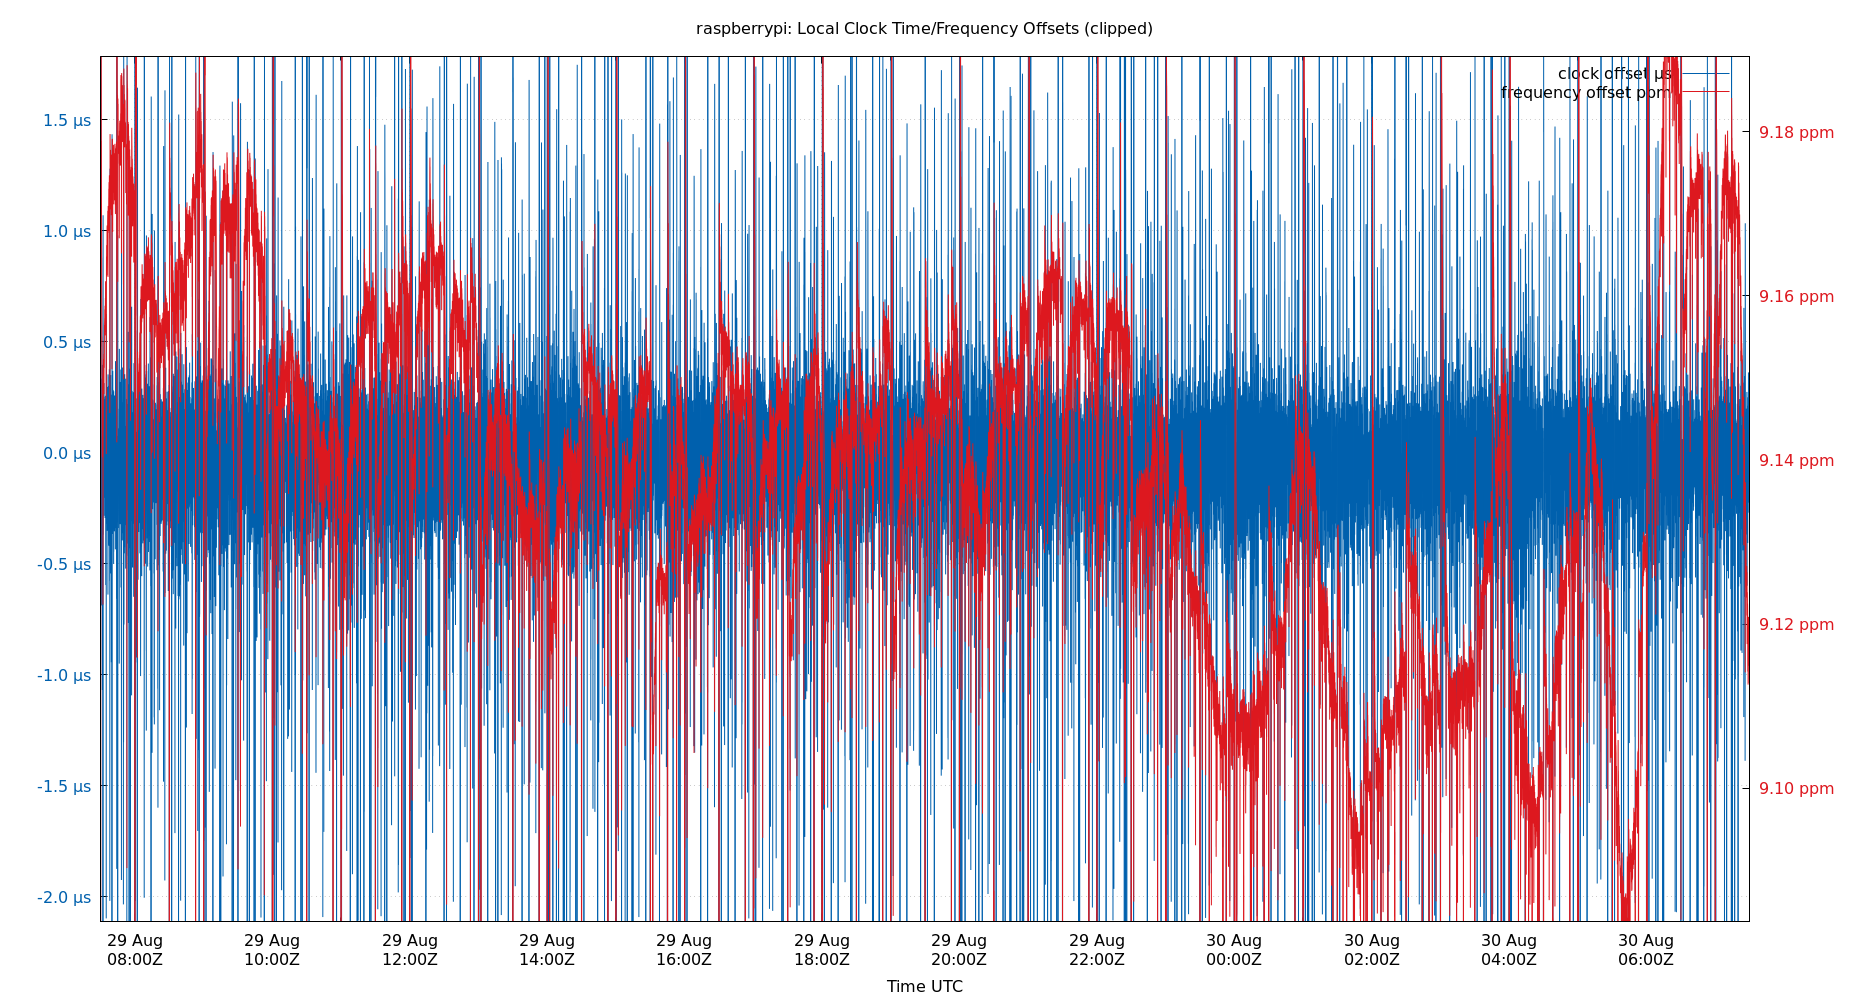 raspberrypi: Local Clock Time/Frequency Offsets (clipped)
clock offset µs
frequency offset ppm
1.5 µs
1.0 µs
0.5 µs
0.0 µs
-0.5 µs
-1.0 µs
-1.5 µs
-2.0 µs
9.18 ppm
9.16 ppm
9.14 ppm
9.12 ppm
9.10 ppm
29 Aug 29 Aug 29 Aug 29 Aug 29 Aug 29 Aug 29 Aug 29 Aug 30 Aug 30 Aug 30 Aug 30 Aug
08:00Z 10:00Z 12:00Z 14:00Z 16:00Z 18:00Z 20:00Z 22:00Z 00:00Z 02:00Z 04:00Z 06:00Z
Time UTC